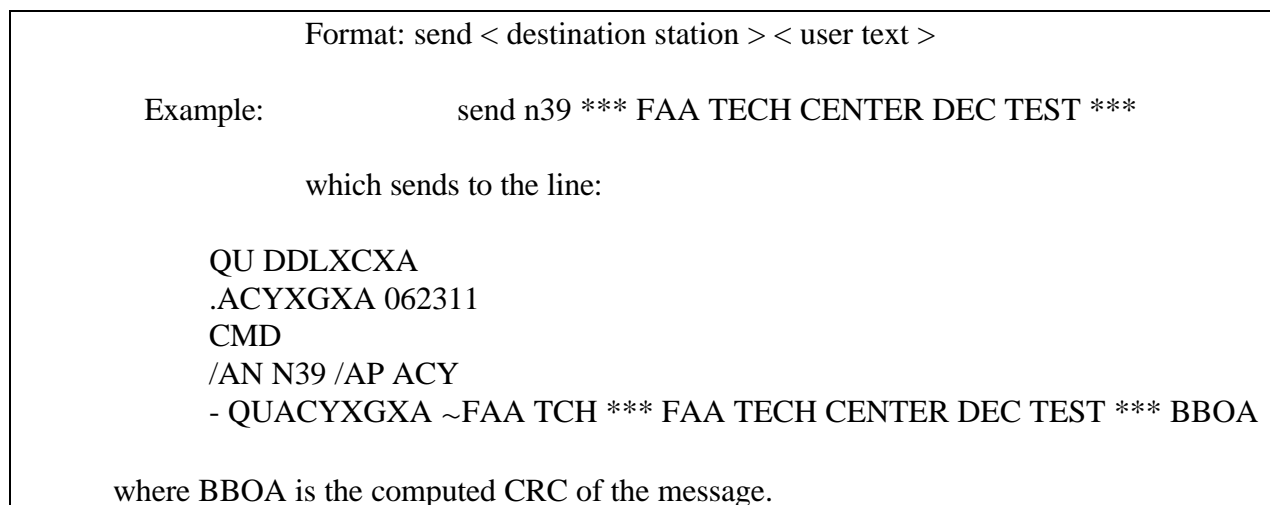 Format: send < destination station > < user text >
Example: send n39 *** FAA TECH CENTER DEC TEST ***
which sends to the line:
QU DDLXCXA
.ACYXGXA 062311
CMD
/AN N39 /AP ACY
- QUACYXGXA ~FAA TCH *** FAA TECH CENTER DEC TEST *** BBOA
where BBOA is the computed CRC of the message.